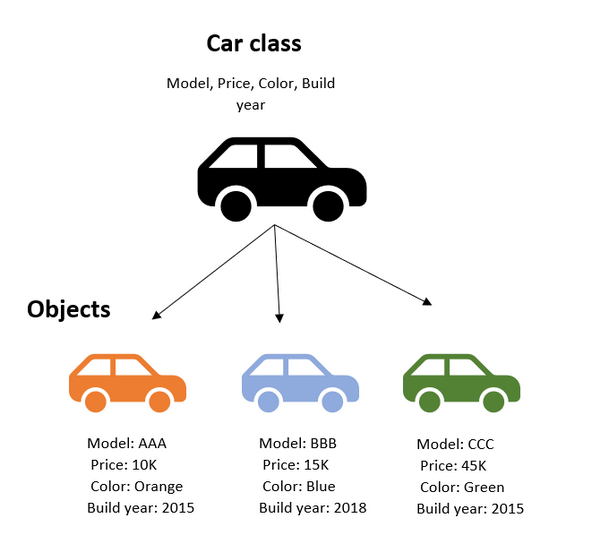 Car class
Model, Price, Color, Build
year
Objects
Model: AAA
Price: 10K
Color: Orange
Build year: 2015
Model: BBB
Price: 15K
Color: Blue
Build year: 2018
Model: CCC
Price: 45K
Color: Green
Build year: 2015